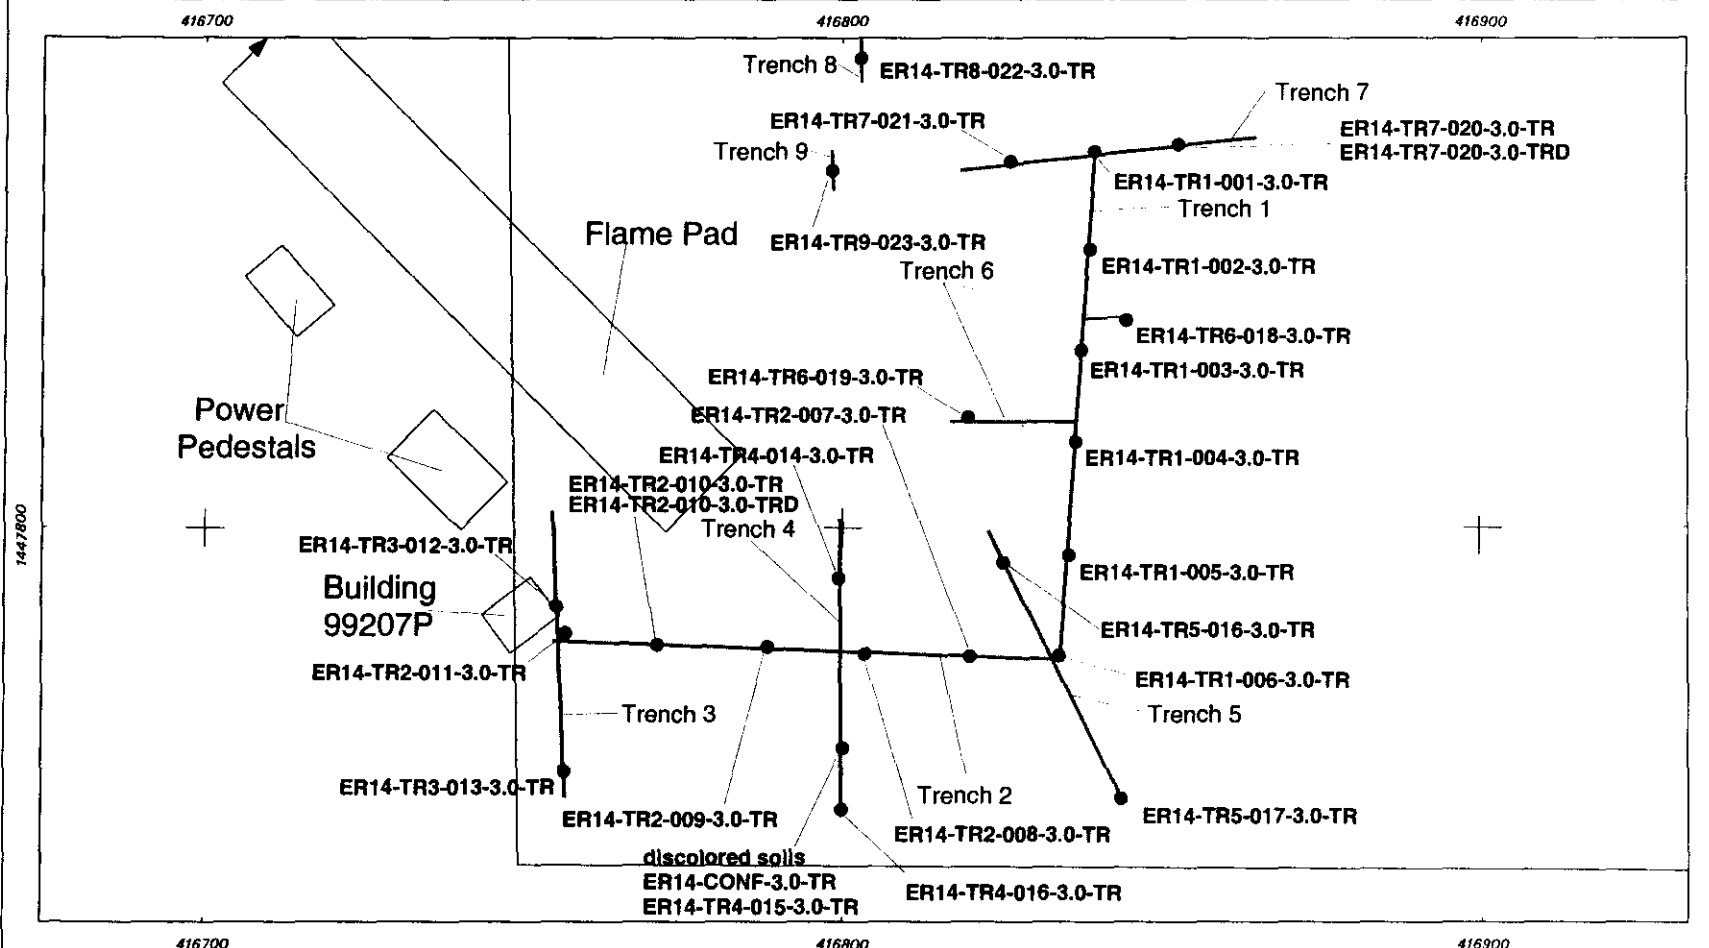 416700
416800
416900
Trench 8
ER14-TR8-022-3.0-TR
Trench 7
ER14-TR7-021-3.0-TR
ER14-TR7-020-3.0-TR
ER14-TR7-020-3.0-TRD
Trench 9
ER14-TR1-001-3.0-TR
Trench 1
Flame Pad
ER14-TR9-023-3.0-TR
Trench 6
ER14-TR1-002-3.0-TR
ER14-TR6-018-3.0-TR
ER14-TR1-003-3.0-TR
ER14-TR6-019-3.0-TR
Power
Pedestals
ER14-TR2-007-3.0-TR
ER14-TR4-014-3.0-TR
ER14-TR1-004-3.0-TR
ER14-TR2-010-3.0-TR
ER14-TR2-010-3.0-TRD
Trench 4
1447800
ER14-TR3-012-3.0-TR
ER14-TR1-005-3.0-TR
Building
99207P
ER14-TR5-016-3.0-TR
ER14-TR2-011-3.0-TR
ER14-TR1-006-3.0-TR
Trench 3
Trench 5
ER14-TR3-013-3.0-TR
Trench 2
ER14-TR2-009-3.0-TR
ER14-TR5-017-3.0-TR
ER14-TR2-008-3.0-TR
discolored soils
ER14-CONF-3.0-TR
ER14-TR4-015-3.0-TR
ER14-TR4-016-3.0-TR
416700
416800
416900